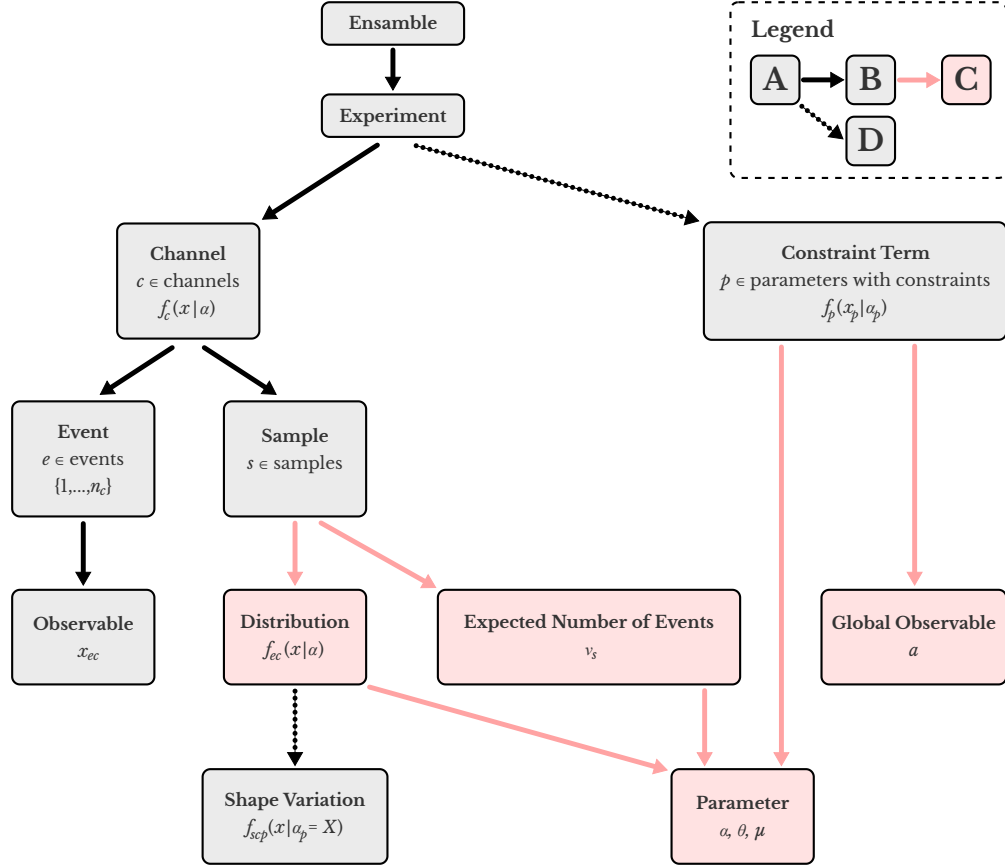 Ensamble
Legend
A
B
C
D
Experiment
Channel
c ∈ channels
f_c(x|α)
Constraint Term
p ∈ parameters with constraints
f_p(x_p|α_p)
Event
e ∈ events
{1,...,n_c}
Sample
s ∈ samples
Observable
x_ec
Distribution
f_ec(x|α)
Expected Number of Events
ν_s
Global Observable
a
Shape Variation
f_scp(x|α_p = X)
Parameter
α, θ, μ